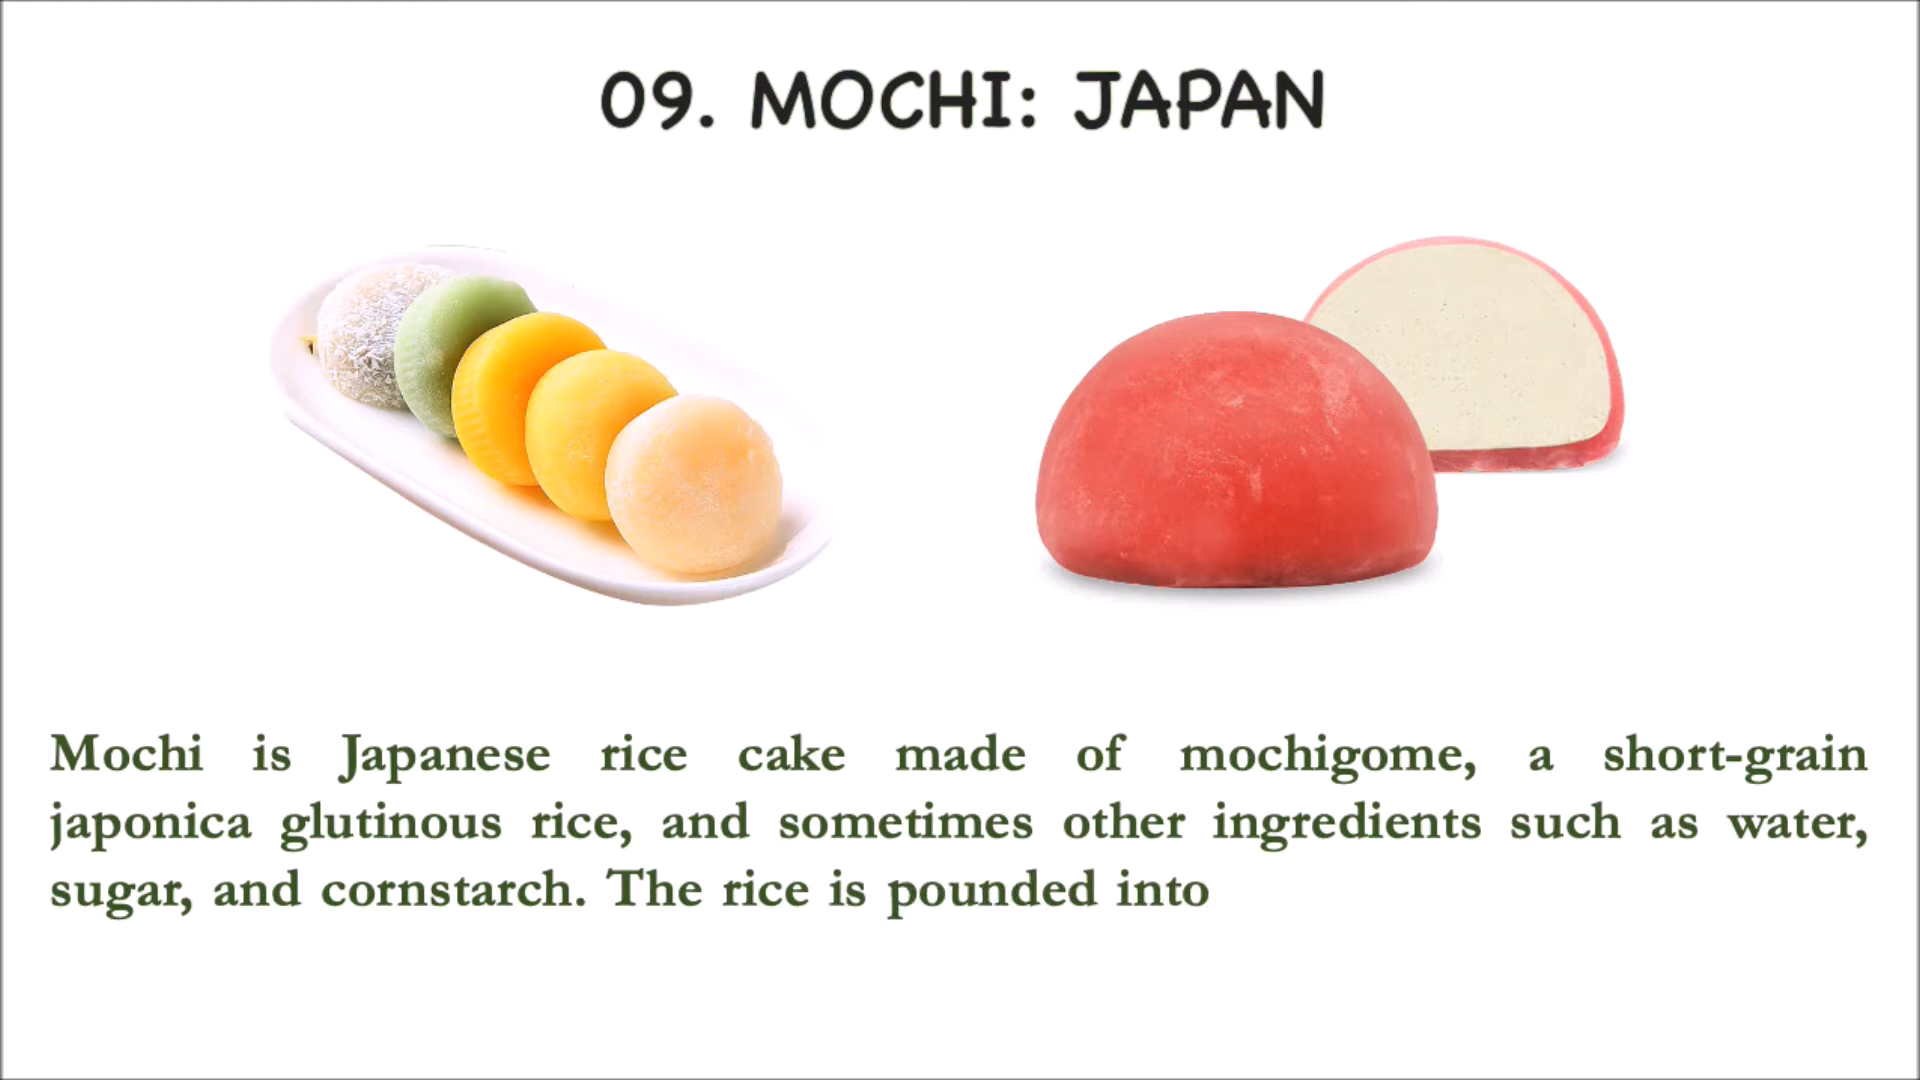 09. MOCHI: JAPAN
Mochi is Japanese rice cake made of mochigome, a short-grain
japonica glutinous rice, and sometimes other ingredients such as water,
sugar, and cornstarch. The rice is pounded into